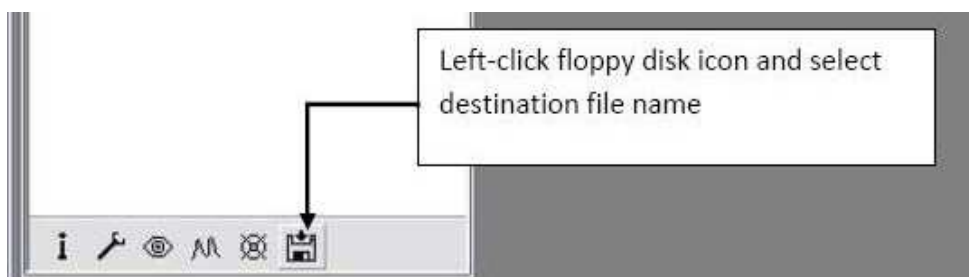 Left-click floppy disk icon and select
destination file name